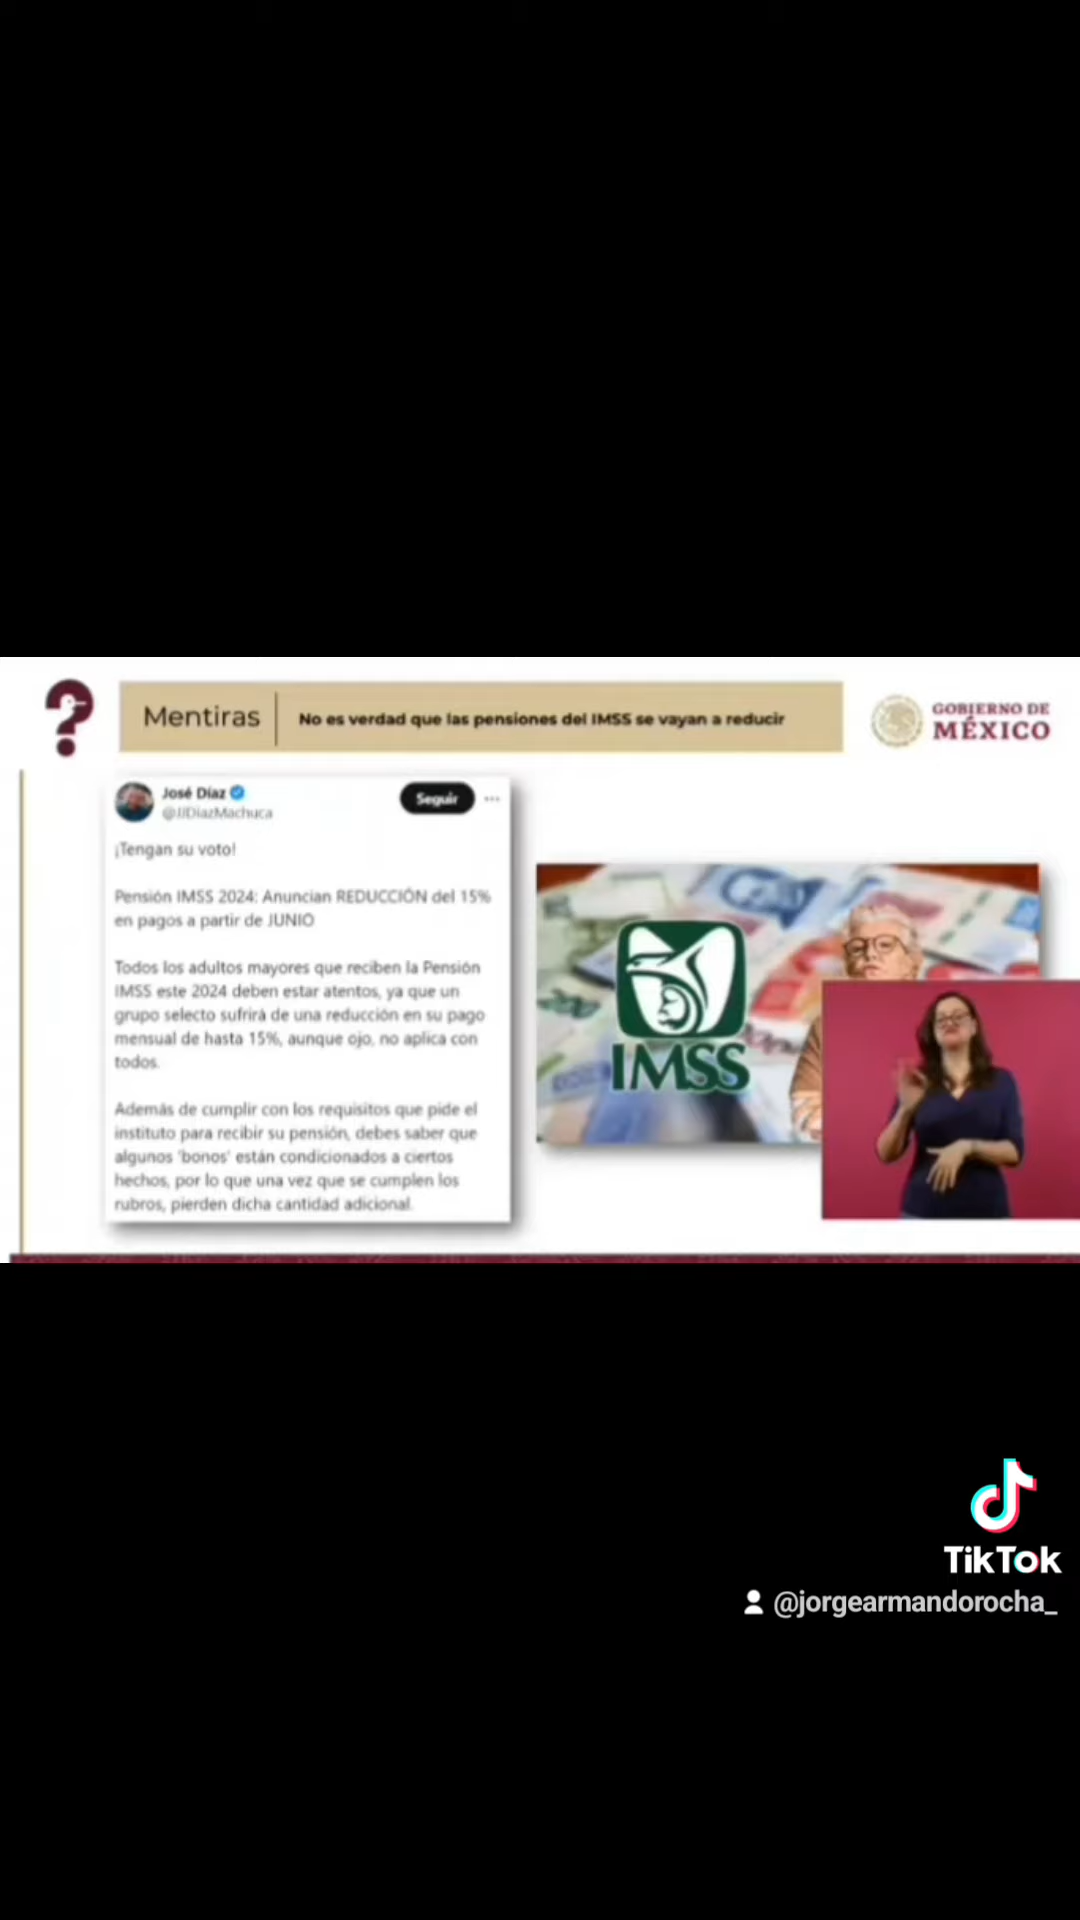 Mentiras
No es verdad que las pensiones del IMSS se vayan a reducir
GOBIERNO DE
MÉXICO
José Díaz
@JJDiazMachuca
Seguir
¡Tengan su voto!
Pensión IMSS 2024: Anuncian REDUCCIÓN del 15%
en pagos a partir de JUNIO
Todos los adultos mayores que reciben la Pensión
IMSS este 2024 deben estar atentos, ya que un
grupo selecto sufrirá de una reducción en su pago
mensual de hasta 15%, aunque ojo, no aplica con
todos.
Además de cumplir con los requisitos que pide el
instituto para recibir su pensión, debes saber que
algunos 'bonos' están condicionados a ciertos
hechos, por lo que una vez que se cumplen los
rubros, pierden dicha cantidad adicional.
IMSS
TikTok
@jorgearmandorocha_